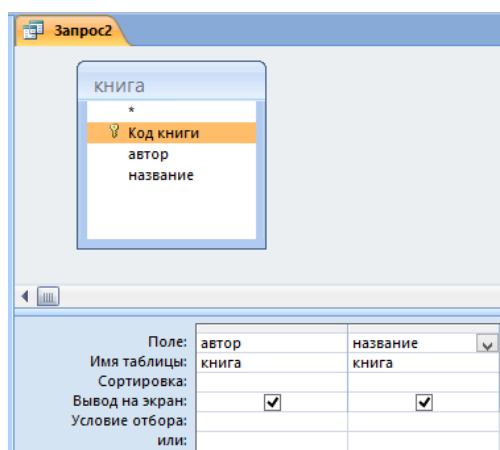 Запрос2
книга
*
Код книги
автор
название
Поле: автор название
Имя таблицы: книга книга
Сортировка:
Вывод на экран:
Условие отбора:
или: